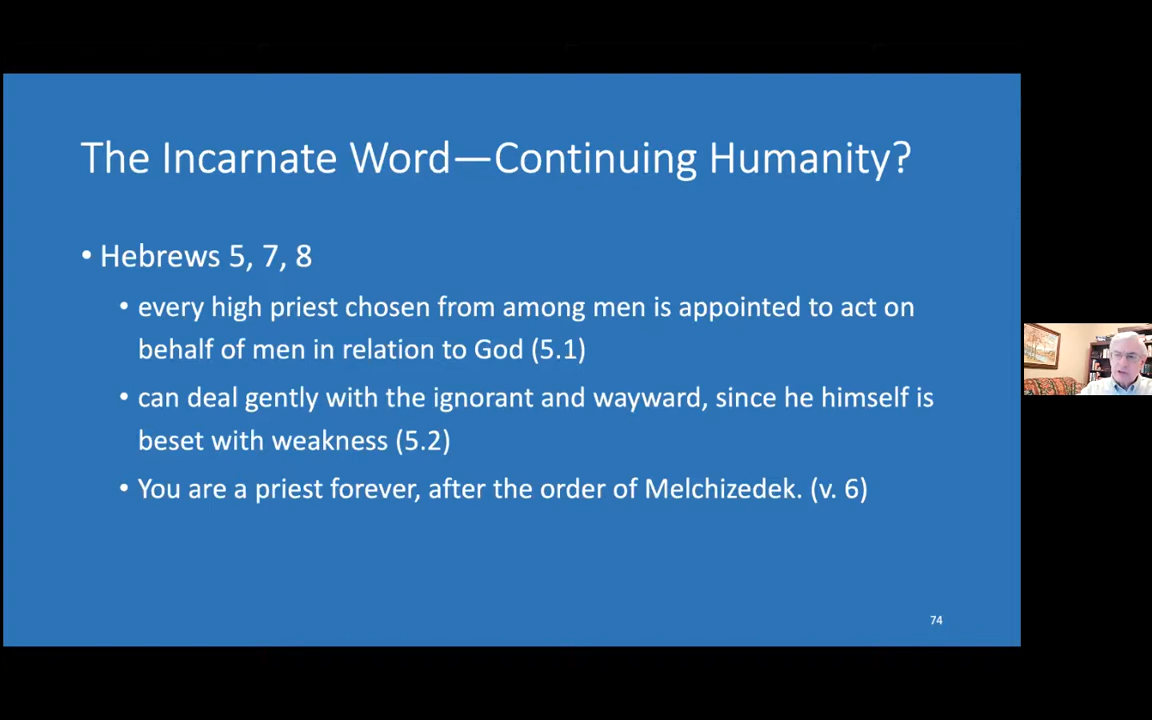 The Incarnate Word—Continuing Humanity?
• Hebrews 5, 7, 8
• every high priest chosen from among men is appointed to act on
behalf of men in relation to God (5.1)
• can deal gently with the ignorant and wayward, since he himself is
beset with weakness (5.2)
• You are a priest forever, after the order of Melchizedek. (v. 6)
74